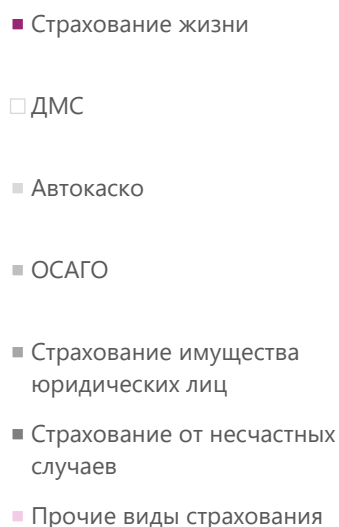 Страхование жизни
ДМС
Автокаско
ОСАГО
Страхование имущества
юридических лиц
Страхование от несчастных
случаев
Прочие виды страхования